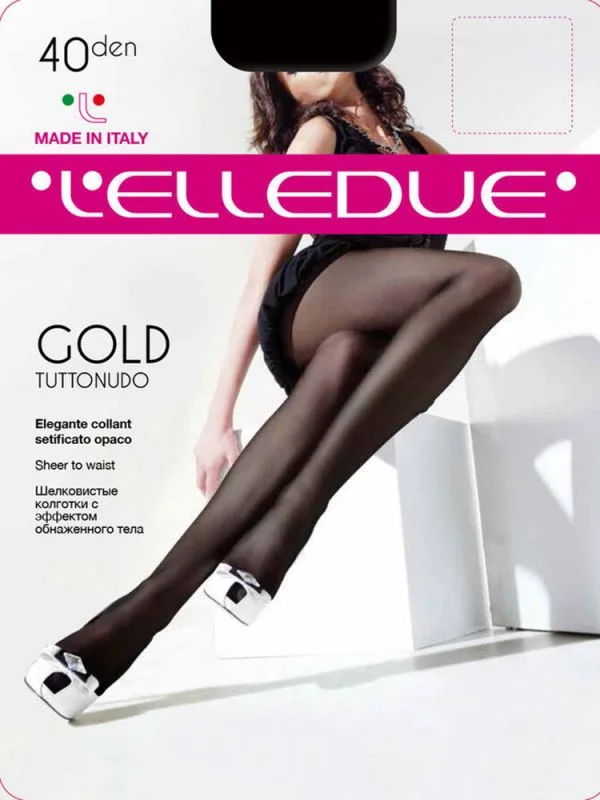 40den
MADE IN ITALY
L'ELLEDUE
GOLD
TUTTONUDO
Elegante collant
setificato opaco
Sheer to waist
Шелковистые
колготки с
эффектом
обнаженного тела